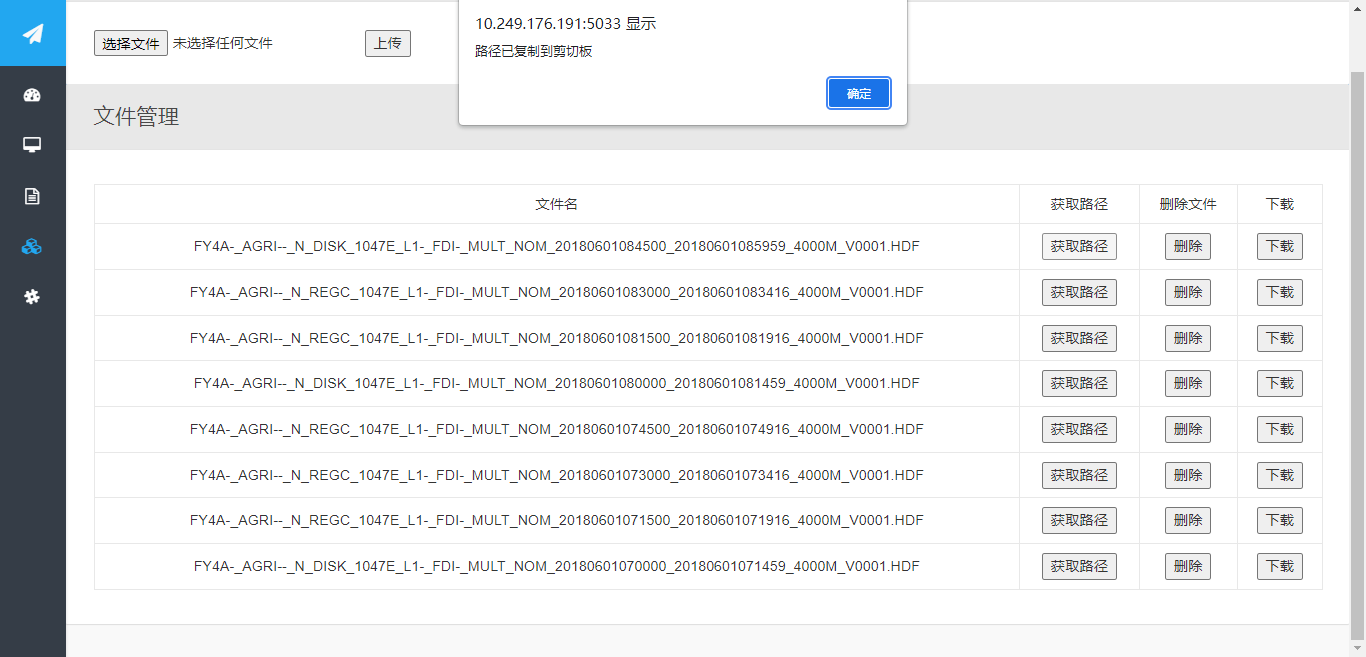 10.249.176.191:5033 显示
路径已复制到剪切板
确定
选择文件 未选择任何文件 上传
文件管理
文件名 获取路径 删除文件 下载
FY4A-_AGRI--_N_DISK_1047E_L1-_FDI-_MULT_NOM_20180601084500_20180601085959_4000M_V0001.HDF 获取路径 删除 下载
FY4A-_AGRI--_N_REGC_1047E_L1-_FDI-_MULT_NOM_20180601083000_20180601083416_4000M_V0001.HDF 获取路径 删除 下载
FY4A-_AGRI--_N_REGC_1047E_L1-_FDI-_MULT_NOM_20180601081500_20180601081916_4000M_V0001.HDF 获取路径 删除 下载
FY4A-_AGRI--_N_DISK_1047E_L1-_FDI-_MULT_NOM_20180601080000_20180601081459_4000M_V0001.HDF 获取路径 删除 下载
FY4A-_AGRI--_N_REGC_1047E_L1-_FDI-_MULT_NOM_20180601074500_20180601074916_4000M_V0001.HDF 获取路径 删除 下载
FY4A-_AGRI--_N_REGC_1047E_L1-_FDI-_MULT_NOM_20180601073000_20180601073416_4000M_V0001.HDF 获取路径 删除 下载
FY4A-_AGRI--_N_REGC_1047E_L1-_FDI-_MULT_NOM_20180601071500_20180601071916_4000M_V0001.HDF 获取路径 删除 下载
FY4A-_AGRI--_N_DISK_1047E_L1-_FDI-_MULT_NOM_20180601070000_20180601071459_4000M_V0001.HDF 获取路径 删除 下载